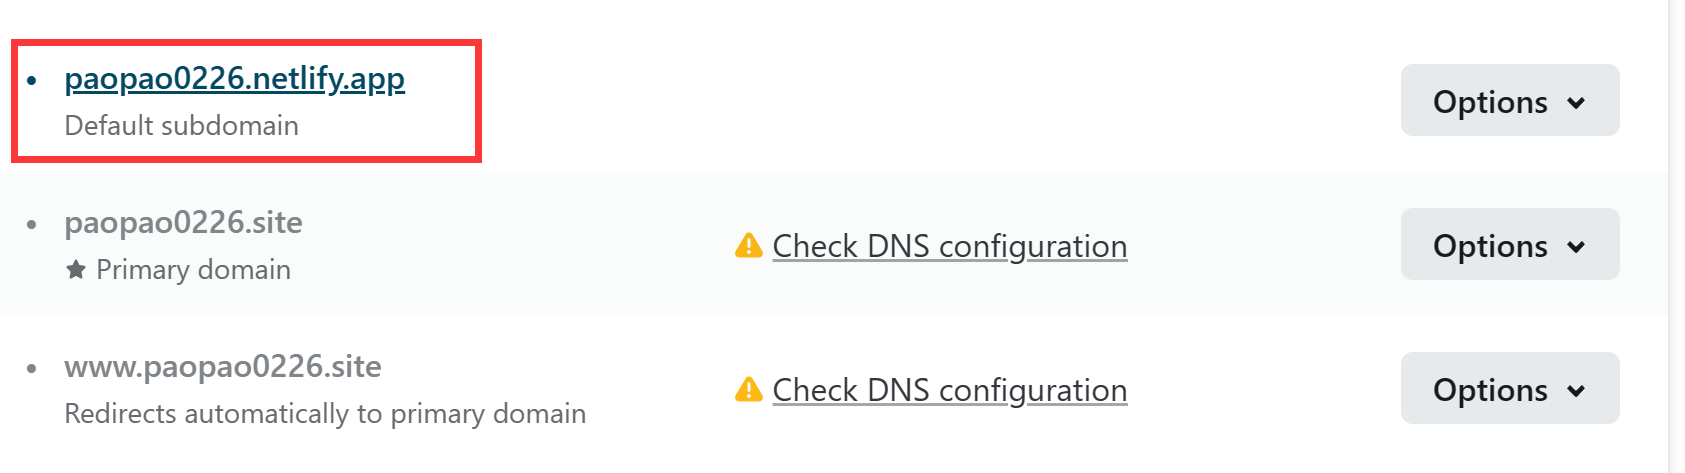 paopao0226.netlify.app
Default subdomain
Options
paopao0226.site
Primary domain
Check DNS configuration
Options
www.paopao0226.site
Redirects automatically to primary domain
Check DNS configuration
Options